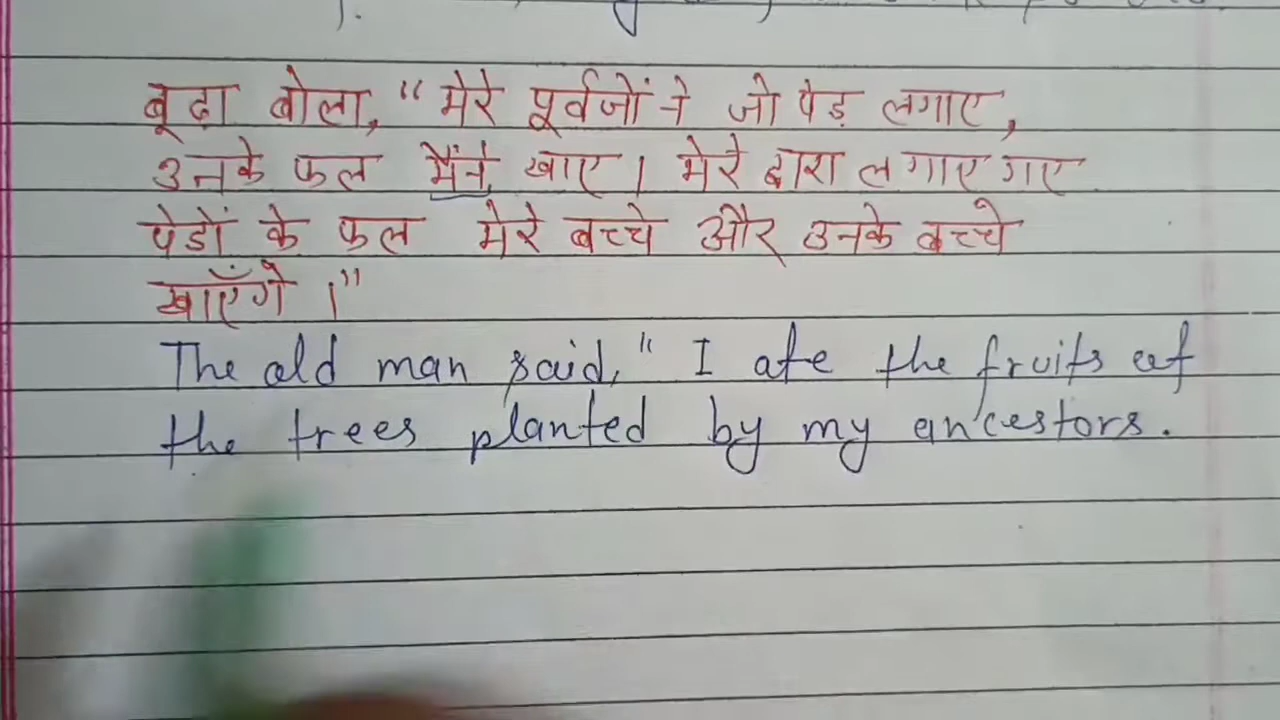 बूढ़ा बोला, “मेरे पूर्वजों ने जो पेड़ लगाए,
उनके फल मैंने खाए । मेरे द्वारा लगाए गए
पेडों के फल मेरे बच्चे और उनके बच्चे
खाएँगे ।”
The old man said, " I ate the fruits of
the trees planted by my ancestors.